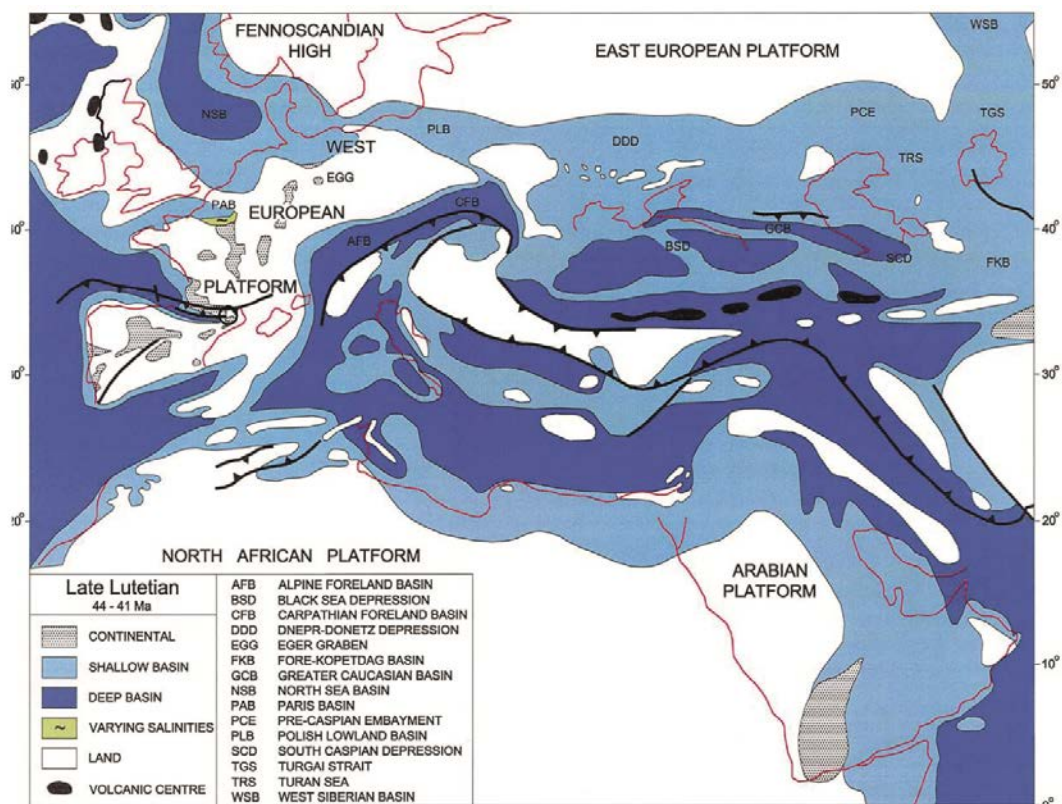 FENNOSCANDIAN
HIGH
EAST EUROPEAN PLATFORM
WSB
50°
NSB
PLB
DDD
PCE
TGS
WEST
TRS
EGG
PAB
EUROPEAN
CFB
AFB
BSD
GCB
SCD
FKB
40°
PLATFORM
30°
30°
20°
20°
NORTH AFRICAN PLATFORM
ARABIAN
PLATFORM
10°
0°
Late Lutetian
44 - 41 Ma
CONTINENTAL
SHALLOW BASIN
DEEP BASIN
~ VARYING SALINITIES
LAND
VOLCANIC CENTRE
AFB ALPINE FORELAND BASIN
BSD BLACK SEA DEPRESSION
CFB CARPATHIAN FORELAND BASIN
DDD DNEPR-DONETZ DEPRESSION
EGG EGER GRABEN
FKB FORE-KOPETDAG BASIN
GCB GREATER CAUCASIAN BASIN
NSB NORTH SEA BASIN
PAB PARIS BASIN
PCE PRE-CASPIAN EMBAYMENT
PLB POLISH LOWLAND BASIN
SCD SOUTH CASPIAN DEPRESSION
TGS TURGAI STRAIT
TRS TURAN SEA
WSB WEST SIBERIAN BASIN